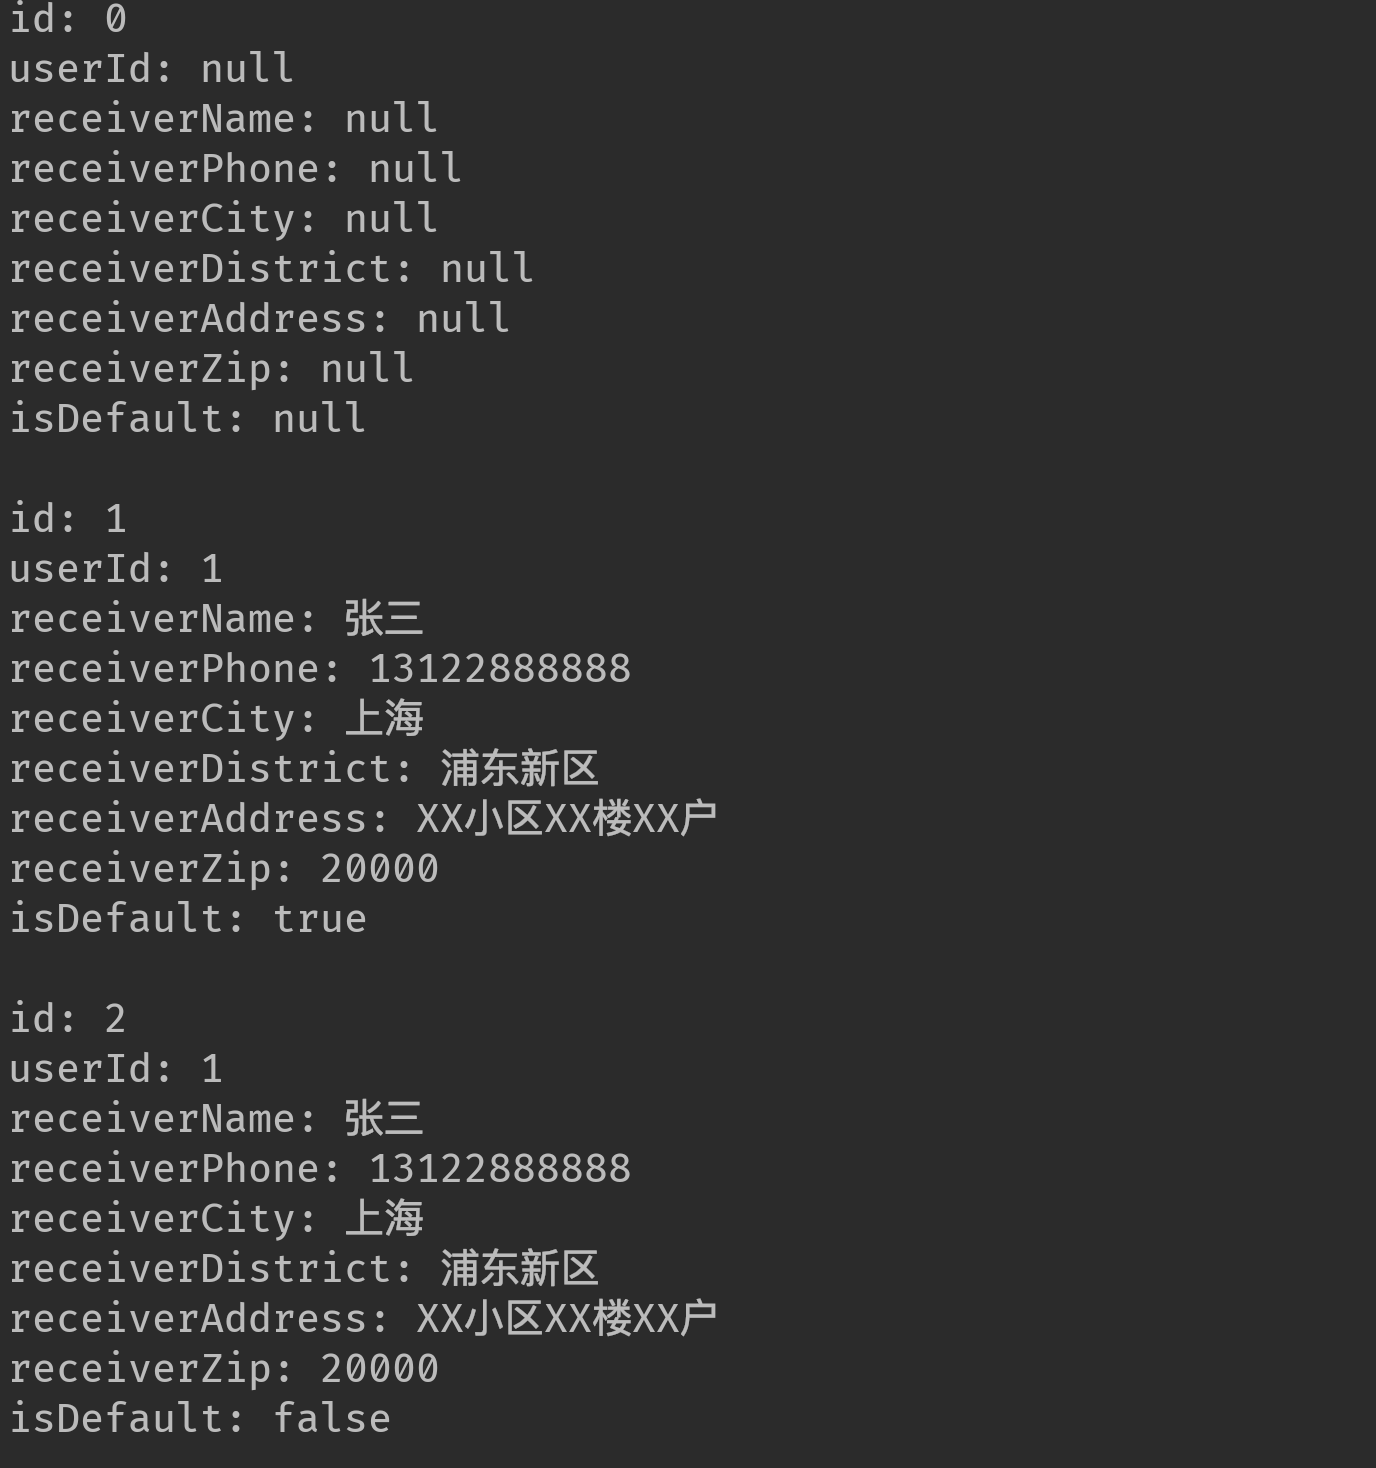 id: 0
userId: null
receiverName: null
receiverPhone: null
receiverCity: null
receiverDistrict: null
receiverAddress: null
receiverZip: null
isDefault: null
id: 1
userId: 1
receiverName: 张三
receiverPhone: 13122888888
receiverCity: 上海
receiverDistrict: 浦东新区
receiverAddress: XX小区XX楼XX户
receiverZip: 20000
isDefault: true
id: 2
userId: 1
receiverName: 张三
receiverPhone: 13122888888
receiverCity: 上海
receiverDistrict: 浦东新区
receiverAddress: XX小区XX楼XX户
receiverZip: 20000
isDefault: false